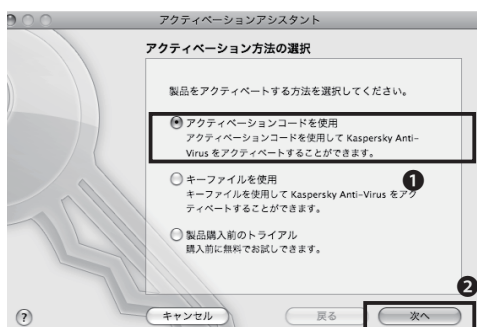 アクティベーションアシスタント
アクティベーション方法の選択
製品をアクティベートする方法を選択してください。
アクティベーションコードを使用
アクティベーションコードを使用して Kaspersky Anti-
Virus をアクティベートすることができます。
❶
キーファイルを使用
キーファイルを使用して Kaspersky Anti-Virus をアク
ティベートすることができます。
製品購入前のトライアル
購入前に無料でお試しできます。
❷
? キャンセル 戻る 次へ